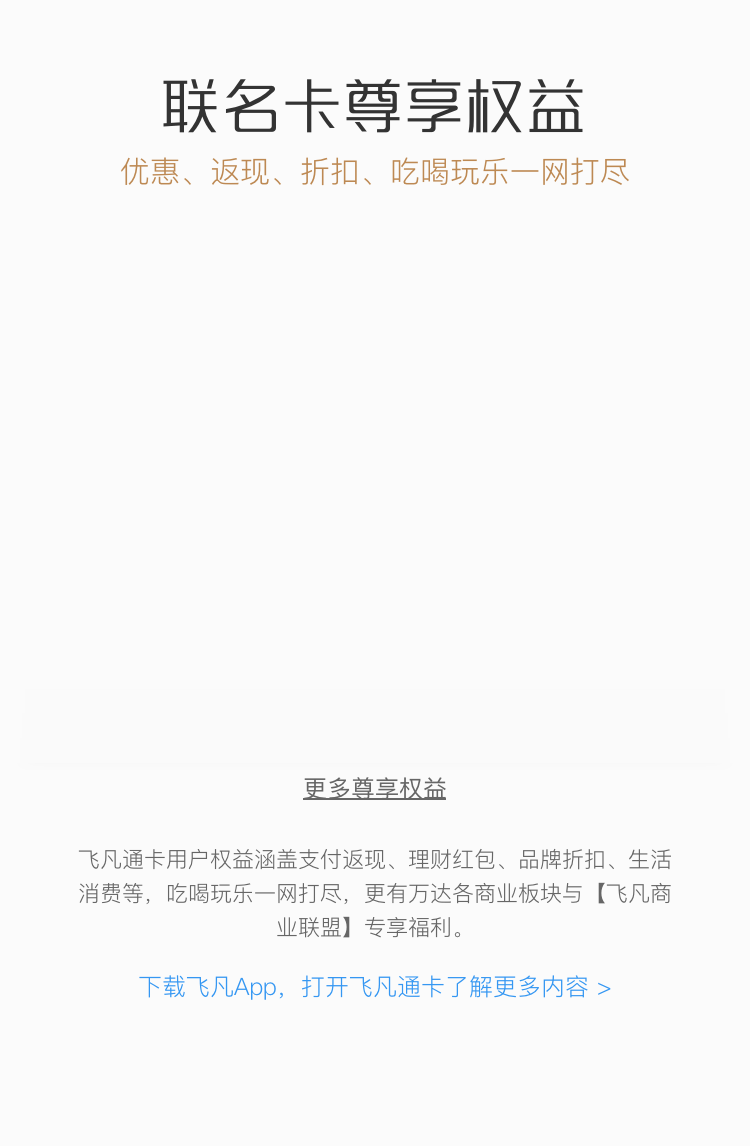 联名卡尊享权益
优惠、返现、折扣、吃喝玩乐一网打尽
更多尊享权益
飞凡通卡用户权益涵盖支付返现、理财红包、品牌折扣、生活
消费等，吃喝玩乐一网打尽，更有万达各商业板块与【飞凡商
业联盟】专享福利。
下载飞凡App，打开飞凡通卡了解更多内容 >